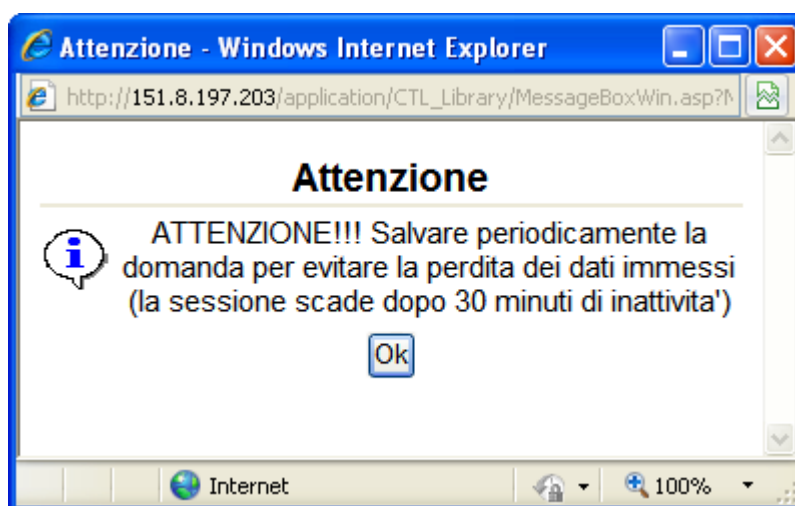 Attenzione - Windows Internet Explorer
http://151.8.197.203/application/CTL_Library/MessageBoxWin.asp?
Attenzione
ATTENZIONE!!! Salvare periodicamente la
domanda per evitare la perdita dei dati immessi
(la sessione scade dopo 30 minuti di inattivita')
Ok
Internet
100%